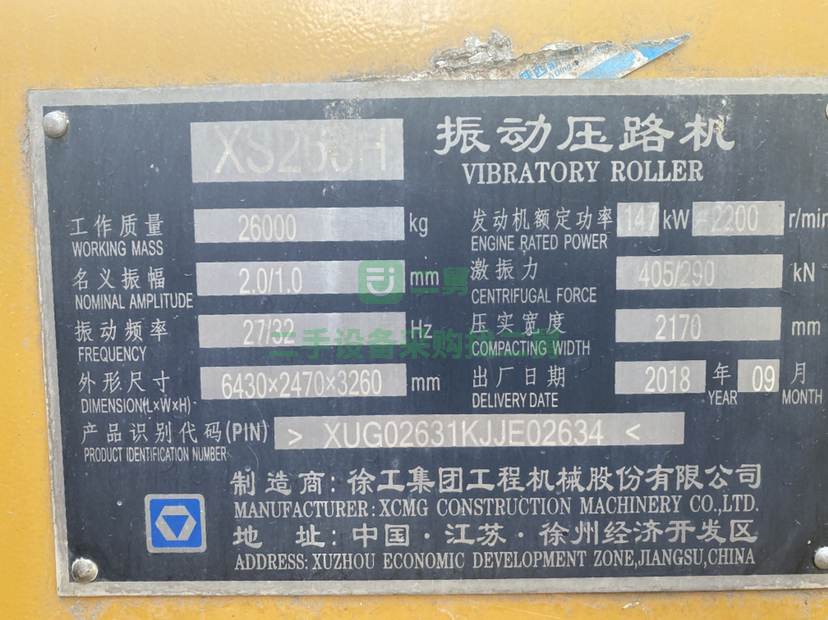 XS263H
振动压路机
VIBRATORY ROLLER
工作质量 26000 kg
WORKING MASS
发动机额定功率 147 kW 2200 r/min
ENGINE RATED POWER
名义振幅 2.0/1.0 mm
NOMINAL AMPLITUDE
激振力 405/290 kN
CENTRIFUGAL FORCE
振动频率 27/32 Hz
FREQUENCY
压实宽度 2170 mm
COMPACTING WIDTH
外形尺寸 6430×2470×3260 mm
DIMENSION(L×W×H)
出厂日期 2018 年 09 月
DELIVERY DATE YEAR MONTH
产品识别代码(PIN) > XUG02631KJJE02634 <
PRODUCT IDENTIFICATION NUMBER
制造商:徐工集团工程机械股份有限公司
MANUFACTURER:XCMG CONSTRUCTION MACHINERY CO.,LTD.
地 址:中国·江苏·徐州经济开发区
ADDRESS:XUZHOU ECONOMIC DEVELOPMENT ZONE,JIANGSU,CHINA